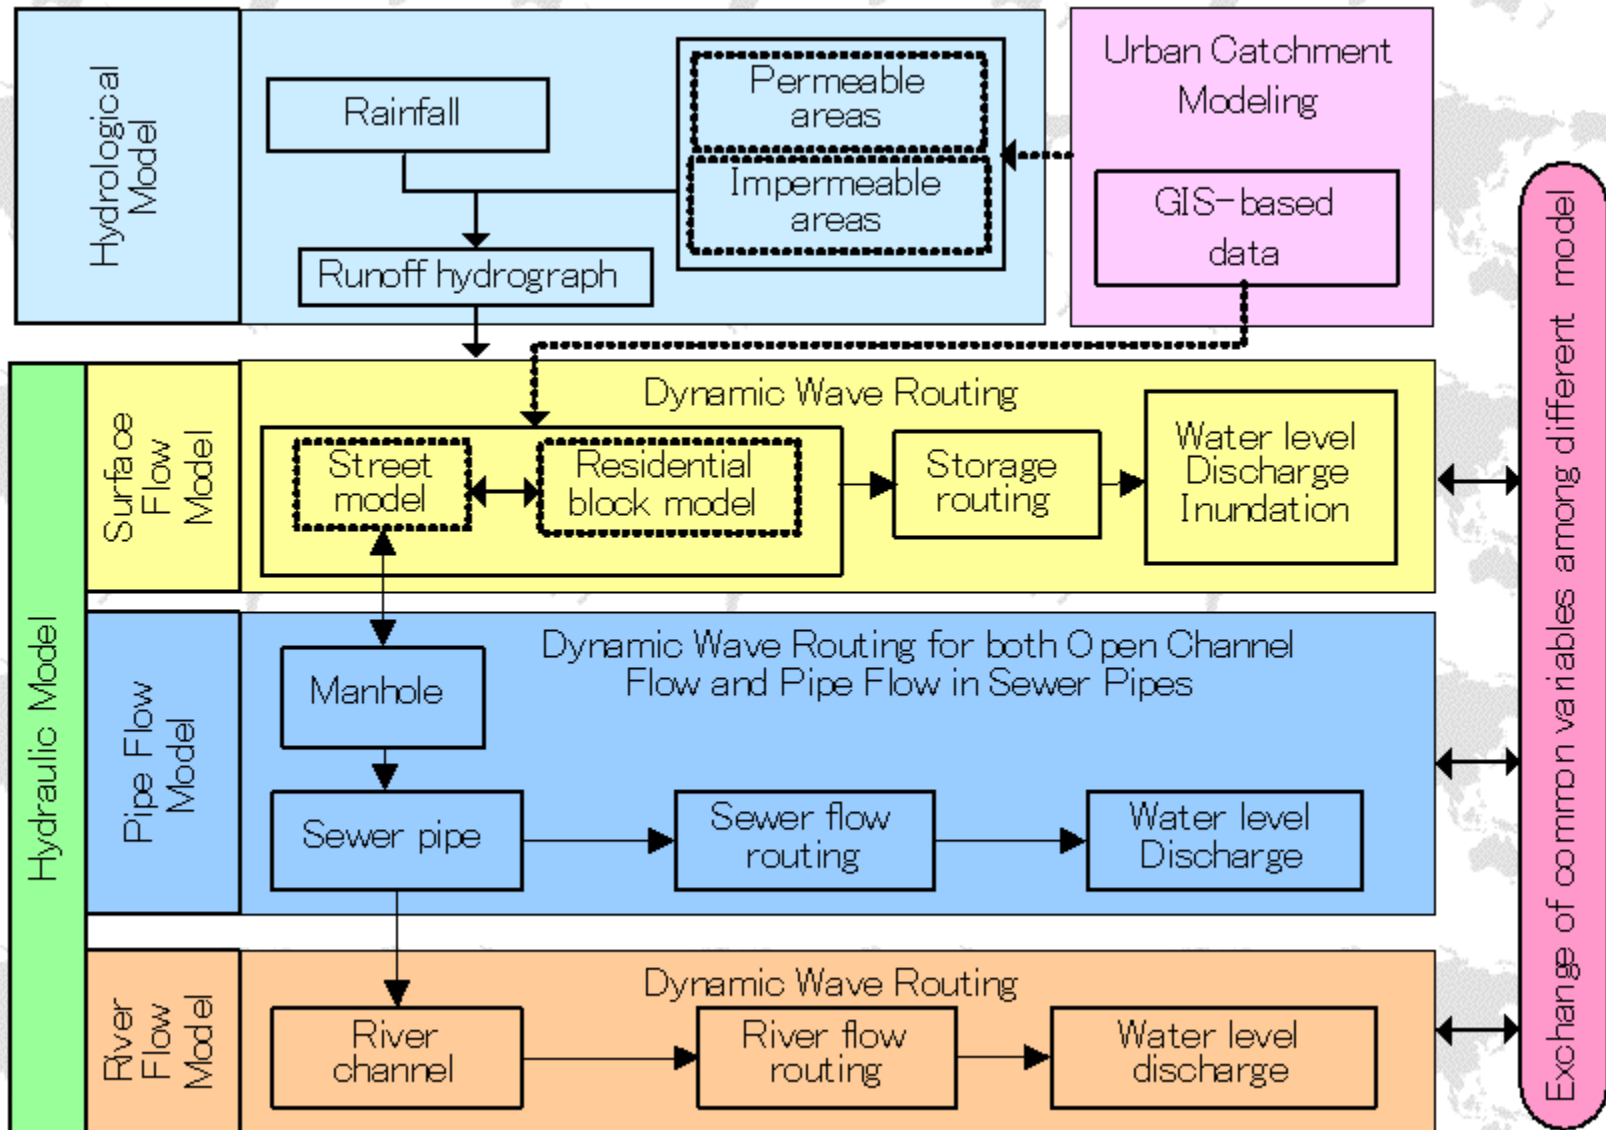 Hydrological
Model
Rainfall
Permeable
areas
Impermeable
areas
Runoff hydrograph
Urban Catchment
Modeling
GIS-based
data
Exchange of common variables among different model
Hydraulic Model
Surface
Flow
Model
Dynamic Wave Routing
Street
model
Residential
block model
Storage
routing
Water level
Discharge
Inundation
Pipe Flow
Model
Dynamic Wave Routing for both Open Channel
Flow and Pipe Flow in Sewer Pipes
Manhole
Sewer pipe
Sewer flow
routing
Water level
Discharge
River
Flow
Model
Dynamic Wave Routing
River
channel
River flow
routing
Water level
discharge